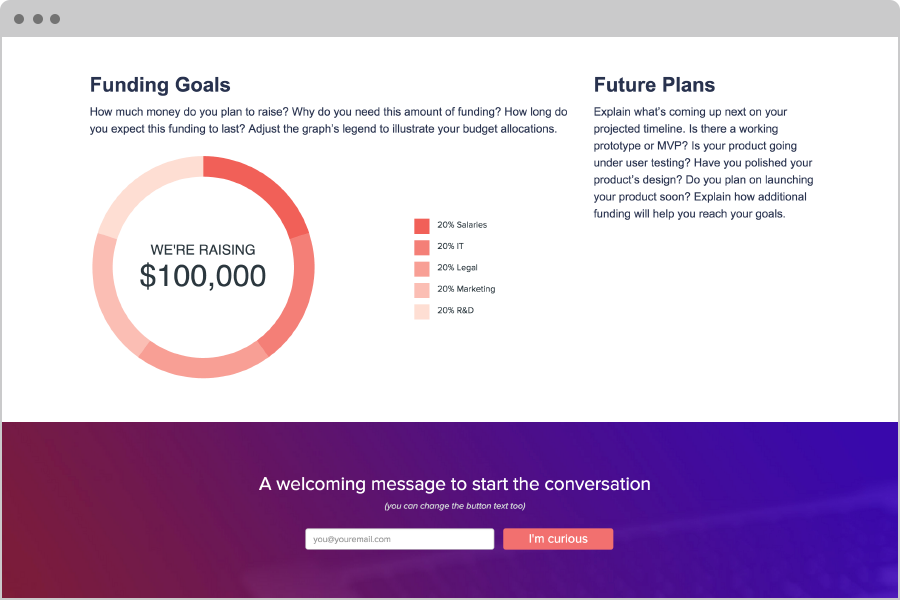 Funding Goals
How much money do you plan to raise? Why do you need this amount of funding? How long do
you expect this funding to last? Adjust the graph's legend to illustrate your budget allocations.
WE'RE RAISING
$100,000
20% Salaries
20% IT
20% Legal
20% Marketing
20% R&D
Future Plans
Explain what's coming up next on your
projected timeline. Is there a working
prototype or MVP? Is your product going
under user testing? Have you polished your
product's design? Do you plan on launching
your product soon? Explain how additional
funding will help you reach your goals.
A welcoming message to start the conversation
(you can change the button text too)
you@youremail.com
I'm curious